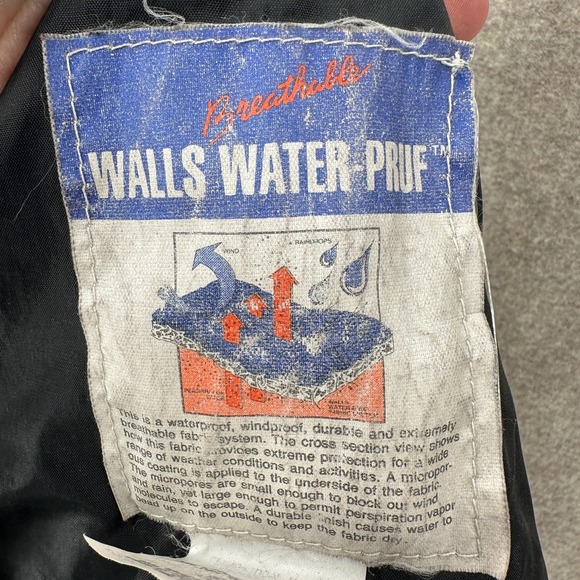 Breathable
WALLS WATER-PRUF™
WIND
RAINDROPS
WALLS
This is a waterproof, windproof, durable and extremely
breathable fabric system. The cross section view shows
how this fabric provides extreme protection for a wide
range of weather conditions and activities. A micropor-
ous coating is applied to the underside of the fabric.
The micropores are small enough to block out wind
and rain, yet large enough to permit perspiration vapor
molecules to escape. A durable finish causes water to
bead up on the outside to keep the fabric dry.